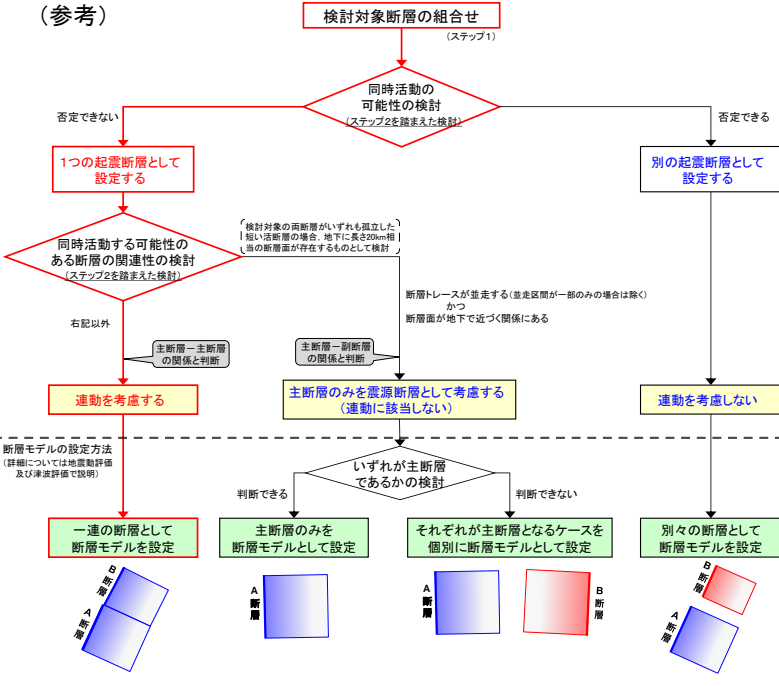 (参考)
検討対象断層の組合せ
(ステップ1)
同時活動の
可能性の検討
(ステップ2を踏まえた検討)
否定できない
否定できる
1つの起震断層として
設定する
別の起震断層として
設定する
検討対象の両断層がいずれも孤立した
短い活断層の場合、地下に長さ20km相
当の断層面が存在するものとして検討
同時活動する可能性の
ある断層の関連性の検討
(ステップ2を踏まえた検討)
断層トレースが並走する(並走区間が一部のみの場合は除く)
かつ
断層面が地下で近づく関係にある
右記以外
主断層-主断層
の関係と判断
主断層-副断層
の関係と判断
連動を考慮する
主断層のみを震源断層として考慮する
(連動に該当しない)
連動を考慮しない
断層モデルの設定方法
(詳細については地震動評価
及び津波評価で説明)
いずれが主断層
であるかの検討
判断できる
判断できない
一連の断層として
断層モデルを設定
主断層のみを
断層モデルとして設定
それぞれが主断層となるケースを
個別に断層モデルとして設定
別々の断層として
断層モデルを設定
B断層
A断層
A断層
A断層
B断層
B断層
A断層